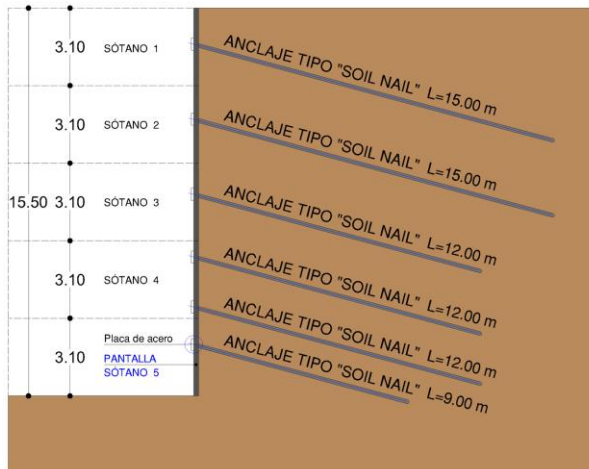 ANCLAJE TIPO "SOIL NAIL" L=15.00 m
3.10 SÓTANO 1
ANCLAJE TIPO "SOIL NAIL" L=15.00 m
3.10 SÓTANO 2
ANCLAJE TIPO "SOIL NAIL" L=12.00 m
15.50 3.10 SÓTANO 3
ANCLAJE TIPO "SOIL NAIL" L=12.00 m
3.10 SÓTANO 4
ANCLAJE TIPO "SOIL NAIL" L=12.00 m
Placa de acero
ANCLAJE TIPO "SOIL NAIL" L=9.00 m
3.10 PANTALLA
SÓTANO 5